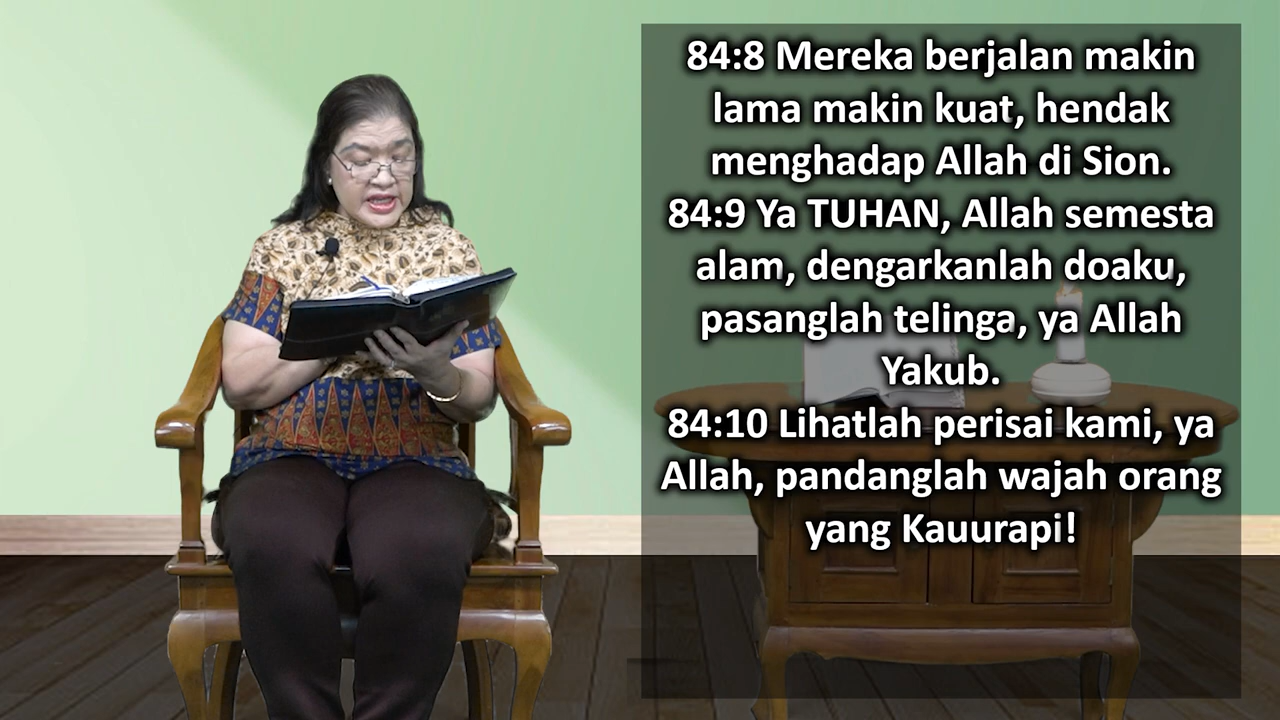 84:8 Mereka berjalan makin
lama makin kuat, hendak
menghadap Allah di Sion.
84:9 Ya TUHAN, Allah semesta
alam, dengarkanlah doaku,
pasanglah telinga, ya Allah
Yakub.
84:10 Lihatlah perisai kami, ya
Allah, pandanglah wajah orang
yang Kauurapi!